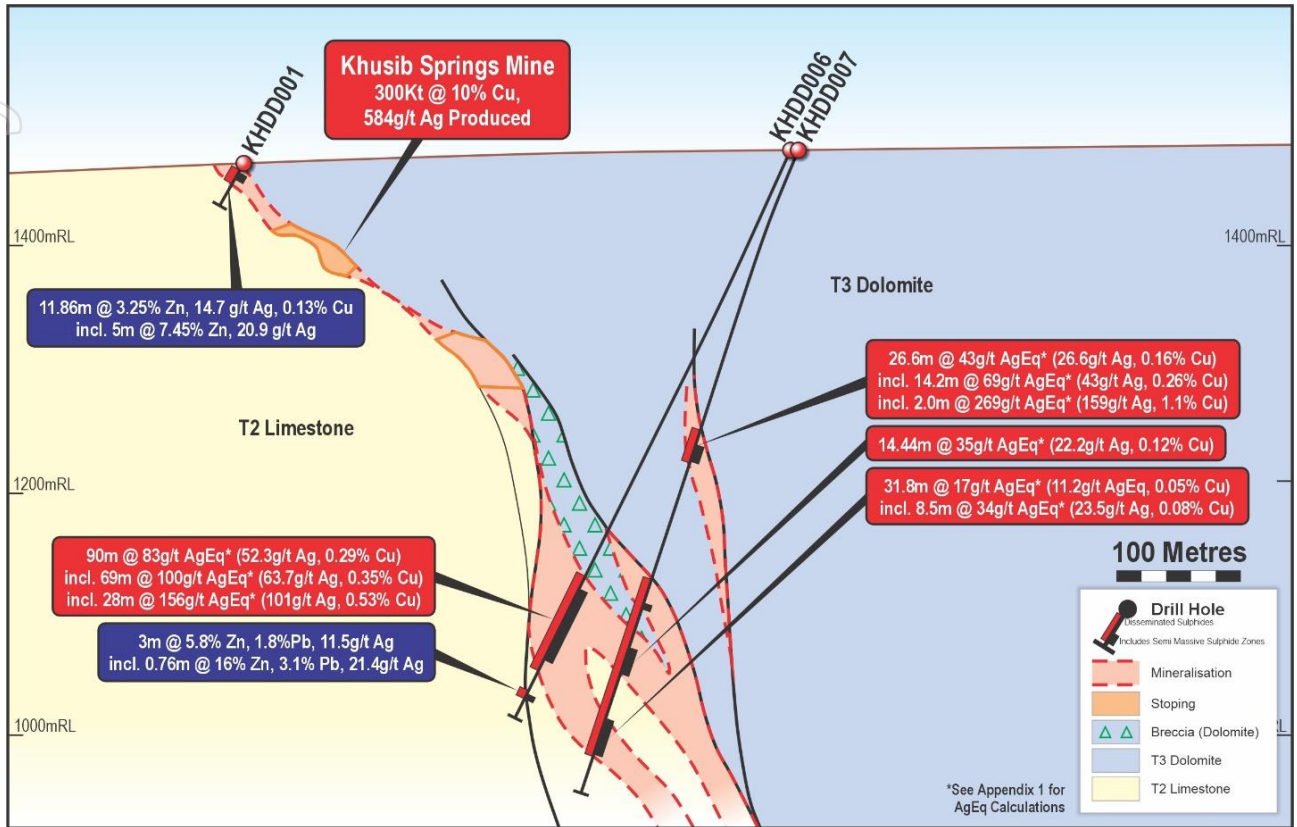 KHDD001
Khusib Springs Mine
300Kt @ 10% Cu,
584g/t Ag Produced
KHDD006
KHDD007
1400mRL
1400mRL
T3 Dolomite
11.86m @ 3.25% Zn, 14.7 g/t Ag, 0.13% Cu
incl. 5m @ 7.45% Zn, 20.9 g/t Ag
T2 Limestone
26.6m @ 43g/t AgEq* (26.6g/t Ag, 0.16% Cu)
incl. 14.2m @ 69g/t AgEq* (43g/t Ag, 0.26% Cu)
incl. 2.0m @ 269g/t AgEq* (159g/t Ag, 1.1% Cu)
14.44m @ 35g/t AgEq* (22.2g/t Ag, 0.12% Cu)
31.8m @ 17g/t AgEq* (11.2g/t AgEq, 0.05% Cu)
incl. 8.5m @ 34g/t AgEq* (23.5g/t Ag, 0.08% Cu)
1200mRL
90m @ 83g/t AgEq* (52.3g/t Ag, 0.29% Cu)
incl. 69m @ 100g/t AgEq* (63.7g/t Ag, 0.35% Cu)
incl. 28m @ 156g/t AgEq* (101g/t Ag, 0.53% Cu)
3m @ 5.8% Zn, 1.8%Pb, 11.5g/t Ag
incl. 0.76m @ 16% Zn, 3.1% Pb, 21.4g/t Ag
1000mRL
100 Metres
Drill Hole
Disseminated Sulphides
Includes Semi Massive Sulphide Zones
Mineralisation
Stoping
Breccia (Dolomite)
T3 Dolomite
T2 Limestone
*See Appendix 1 for
AgEq Calculations